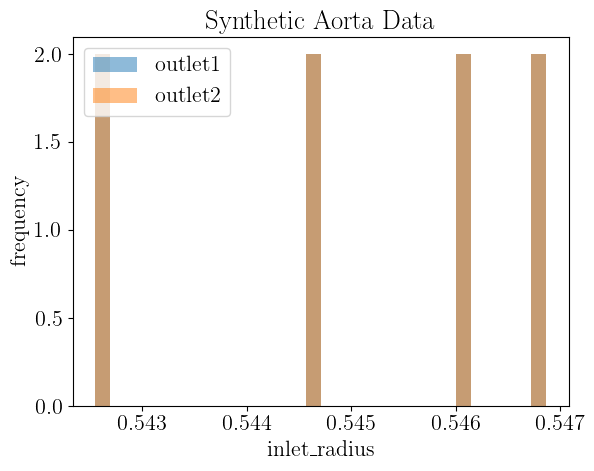 Synthetic Aorta Data
outlet1
outlet2
2.0
1.5
1.0
0.5
0.0
frequency
0.543 0.544 0.545 0.546 0.547
inlet_radius